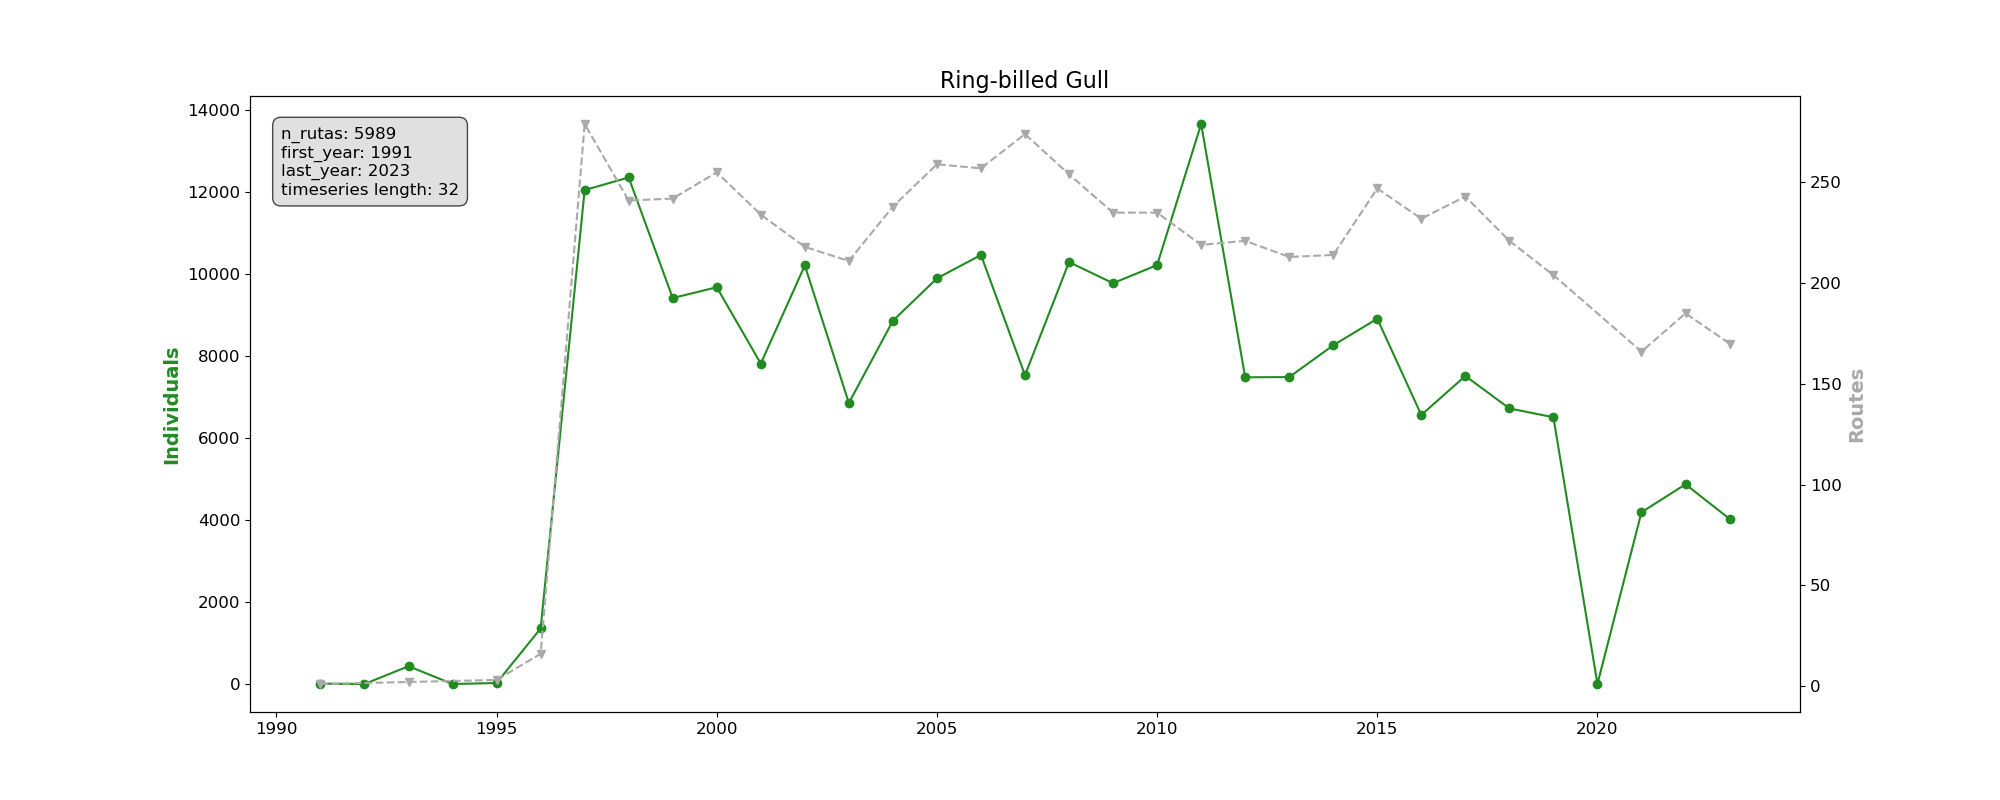 Ring-billed Gull
n_rutas: 5989
first_year: 1991
last_year: 2023
timeseries length: 32
Individuals
14000
12000
10000
8000
6000
4000
2000
0
Routes
250
200
150
100
50
0
1990 1995 2000 2005 2010 2015 2020